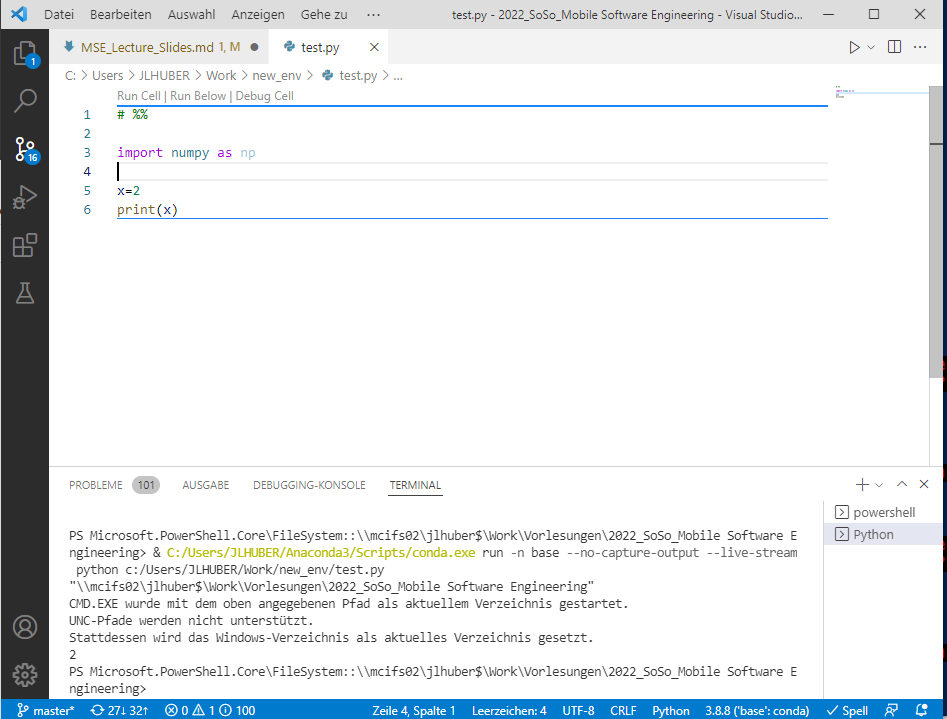 Datei Bearbeiten Auswahl Anzeigen Gehe zu ··· test.py - 2022_SoSo_Mobile Software Engineering - Visual Studio...
MSE_Lecture_Slides.md 1, M test.py
C: > Users > JLHUBER > Work > new_env > test.py > ...
Run Cell | Run Below | Debug Cell
1 # %%
2
3 import numpy as np
4
5 x=2
6 print(x)
1
16
PROBLEME 101 AUSGABE DEBUGGING-KONSOLE TERMINAL
powershell
Python
PS Microsoft.PowerShell.Core\FileSystem::\\mcifs02\jlhuber$\Work\Vorlesungen\2022_SoSo_Mobile Software E
ngineering> & C:/Users/JLHUBER/Anaconda3/Scripts/conda.exe run -n base --no-capture-output --live-stream
python c:/Users/JLHUBER/Work/new_env/test.py
"\\mcifs02\jlhuber$\Work\Vorlesungen\2022_SoSo_Mobile Software Engineering"
CMD.EXE wurde mit dem oben angegebenen Pfad als aktuellem Verzeichnis gestartet.
UNC-Pfade werden nicht unterstützt.
Stattdessen wird das Windows-Verzeichnis als aktuelles Verzeichnis gesetzt.
2
PS Microsoft.PowerShell.Core\FileSystem::\\mcifs02\jlhuber$\Work\Vorlesungen\2022_SoSo_Mobile Software E
ngineering>
master* 27↓ 32↑ 0 1 100 Zeile 4, Spalte 1 Leerzeichen: 4 UTF-8 CRLF Python 3.8.8 ('base': conda) Spell